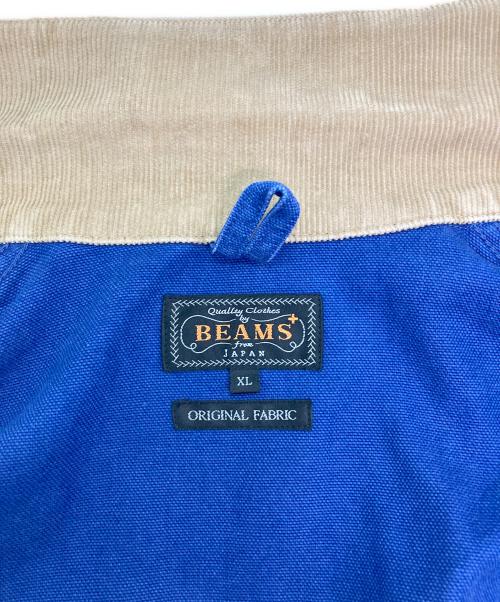 Quality Clothes
by
BEAMS+
from
JAPAN
XL
ORIGINAL FABRIC